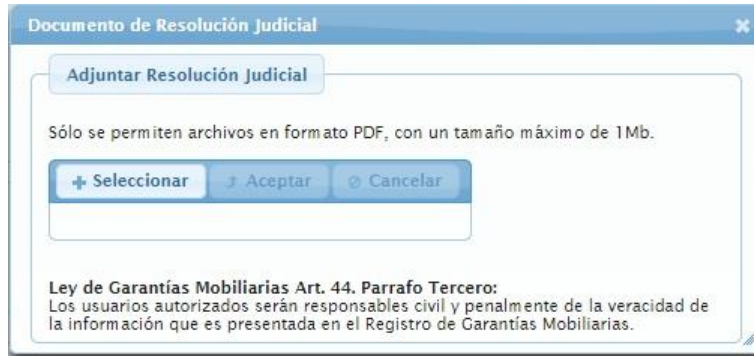 Documento de Resolución Judicial
Adjuntar Resolución Judicial
Sólo se permiten archivos en formato PDF, con un tamaño máximo de 1Mb.
Seleccionar Aceptar Cancelar
Ley de Garantías Mobiliarias Art. 44. Parrafo Tercero:
Los usuarios autorizados serán responsables civil y penalmente de la veracidad de
la información que es presentada en el Registro de Garantías Mobiliarias.